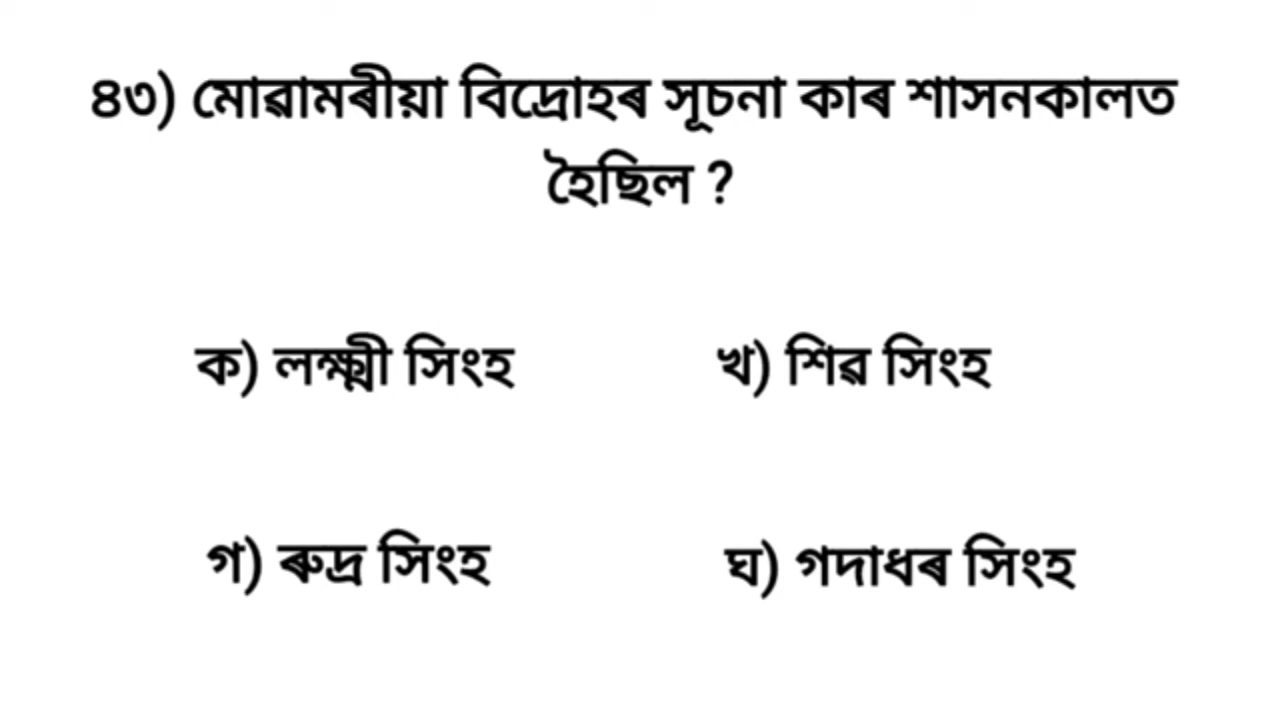 ৪৩) মোৱামৰীয়া বিদ্ৰোহৰ সূচনা কাৰ শাসনকালত
হৈছিল ?
ক) লক্ষ্মী সিংহ
খ) শিৱ সিংহ
গ) ৰুদ্ৰ সিংহ
ঘ) গদাধৰ সিংহ